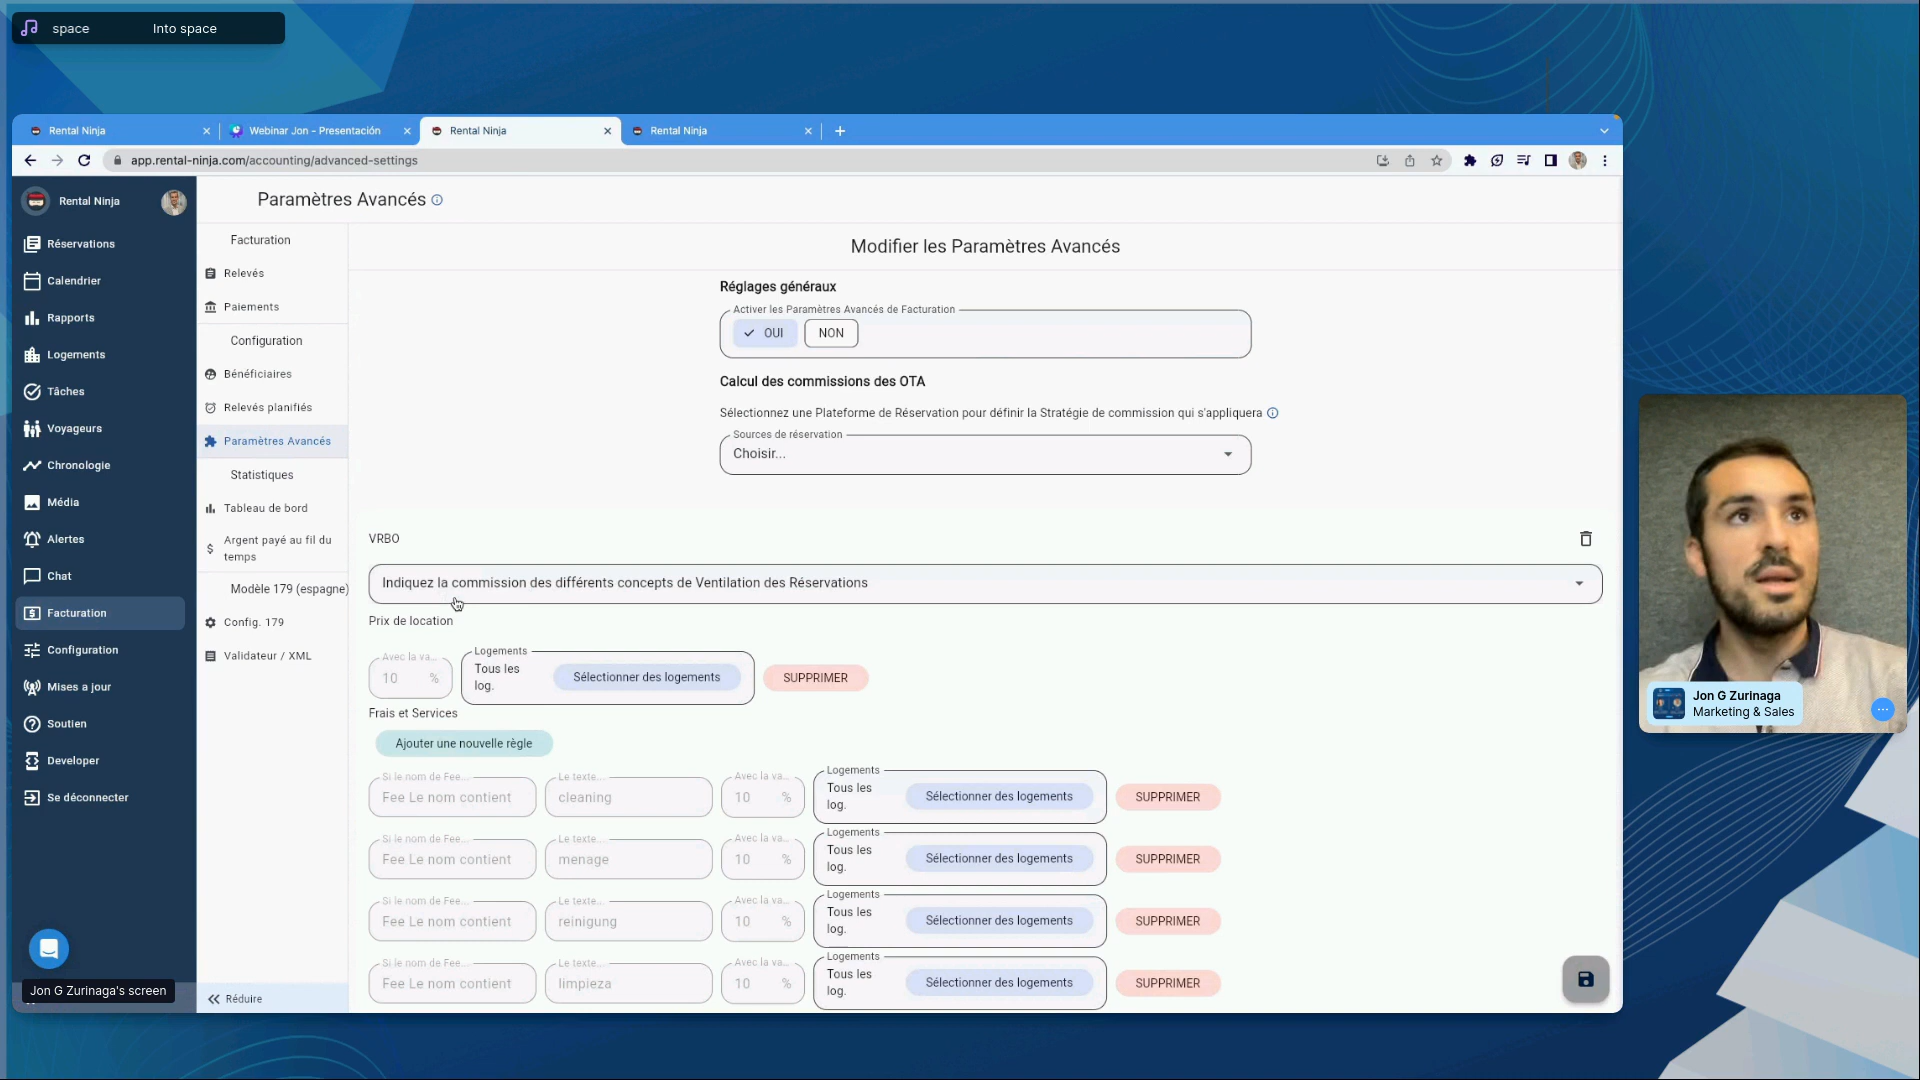 space Into space
Rental Ninja
Webinar Jon - Presentación
Rental Ninja
Rental Ninja
app.rental-ninja.com/accounting/advanced-settings
Rental Ninja
Réservations
Calendrier
Rapports
Logements
Tâches
Voyageurs
Chronologie
Média
Alertes
Chat
Facturation
Configuration
Mises a jour
Soutien
Developer
Se déconnecter
Jon G Zurinaga's screen
Paramètres Avancés
Facturation
Relevés
Paiements
Configuration
Bénéficiaires
Relevés planifiés
Paramètres Avancés
Statistiques
Tableau de bord
Argent payé au fil du
temps
Modèle 179 (espagne)
Config. 179
Validateur / XML
Réduire
Modifier les Paramètres Avancés
Réglages généraux
Activer les Paramètres Avancés de Facturation
OUI NON
Calcul des commissions des OTA
Sélectionnez une Plateforme de Réservation pour définir la Stratégie de commission qui s'appliquera
Sources de réservation
Choisir...
VRBO
Indiquez la commission des différents concepts de Ventilation des Réservations
Prix de location
Avec la va... Logements
10 % Tous les log. Sélectionner des logements SUPPRIMER
Frais et Services
Ajouter une nouvelle règle
Si le nom de Fee... Le texte... Avec la va... Logements
Fee Le nom contient cleaning 10 % Tous les log. Sélectionner des logements SUPPRIMER
Si le nom de Fee... Le texte... Avec la va... Logements
Fee Le nom contient menage 10 % Tous les log. Sélectionner des logements SUPPRIMER
Si le nom de Fee... Le texte... Avec la va... Logements
Fee Le nom contient reinigung 10 % Tous les log. Sélectionner des logements SUPPRIMER
Si le nom de Fee... Le texte... Avec la va... Logements
Fee Le nom contient limpieza 10 % Tous les log. Sélectionner des logements SUPPRIMER
Jon G Zurinaga
Marketing & Sales